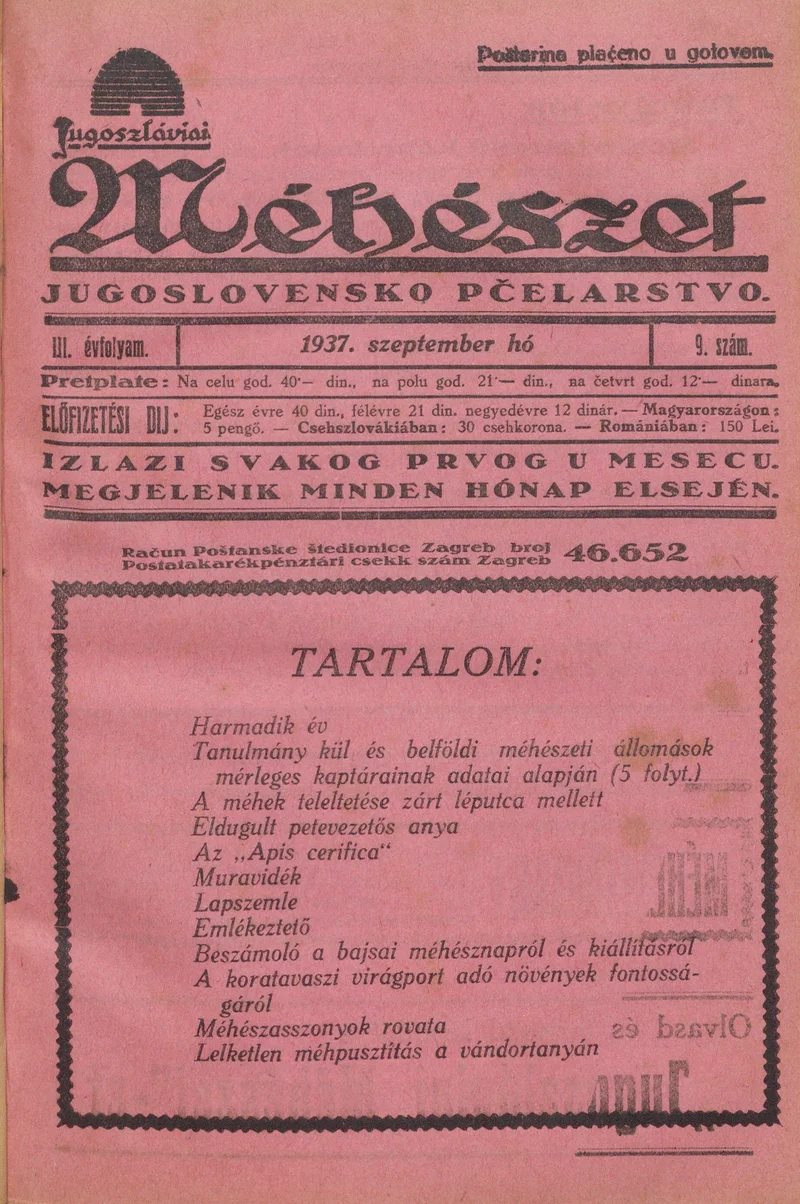 Poštarina plaćeno u gotovom.
Jugoszláviai
Méhészet
JUGOSLOVENSKO PČELARSTVO.
III. évfolyam.
1937. szeptember hó
9. szám.
Pretplate: Na celu god. 40·— din., na polu god. 21·— din., na četvrt god. 12·— dinara.
ELŐFIZETÉSI DIJ:
Egész évre 40 din., félévre 21 din. negyedévre 12 dinár. — Magyarországon:
5 pengő. — Csehszlovákiában: 30 csehkorona. — Romániában: 150 Lei.
IZLAZI SVAKOG PRVOG U MESECU.
MEGJELENIK MINDEN HÓNAP ELSEJÉN.
Račun Poštanske štedionice Zagreb broj
Postatakarékpénztári csekk szám Zagreb
46.652
TARTALOM:
Harmadik év
Tanulmány kül és belföldi méhészeti állomások
mérleges kaptárainak adatai alapján (5 folyt.)
A méhek teleltetése zárt léputca mellett
Eldugult petevezetős anya
Az „Apis cerifica“
Muravidék
Lapszemle
Emlékeztető
Beszámoló a bajsai méhésznapról és kiállításról
A koratavaszi virágport adó növények fontossá-
gáról
Méhészasszonyok rovata
Lelketlen méhpusztítás a vándortanyán